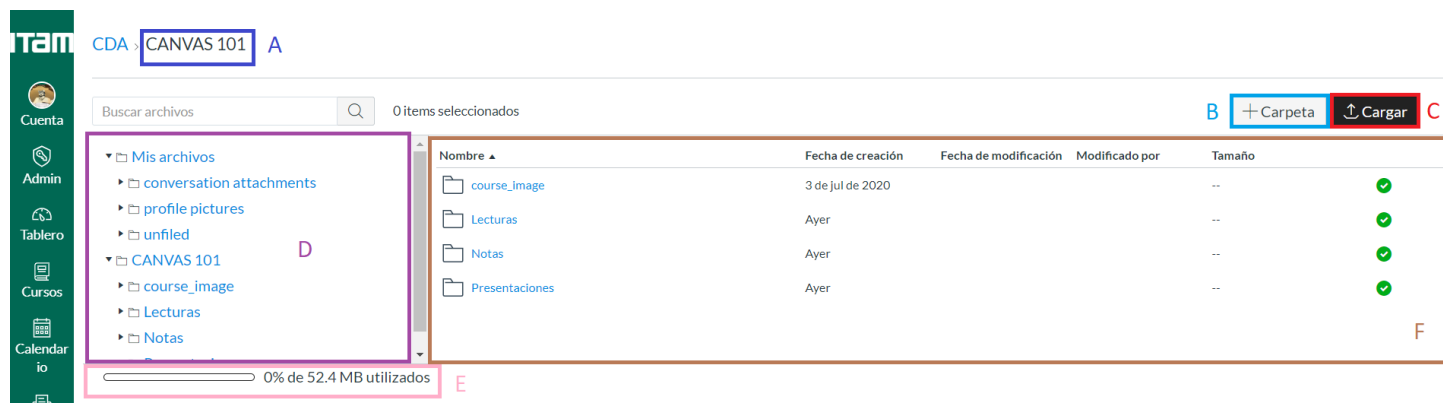 ITAM
CDA › CANVAS 101 A
Cuenta
Admin
Tablero
Cursos
Calendar
io
Buscar archivos
0 items seleccionados
B
+ Carpeta
Cargar
C
Mis archivos
conversation attachments
profile pictures
unfiled
CANVAS 101
course_image
Lecturas
Notas
D
Nombre Fecha de creación Fecha de modificación Modificado por Tamaño
course_image 3 de jul de 2020 --
Lecturas Ayer --
Notas Ayer --
Presentaciones Ayer --
F
0% de 52.4 MB utilizados
E